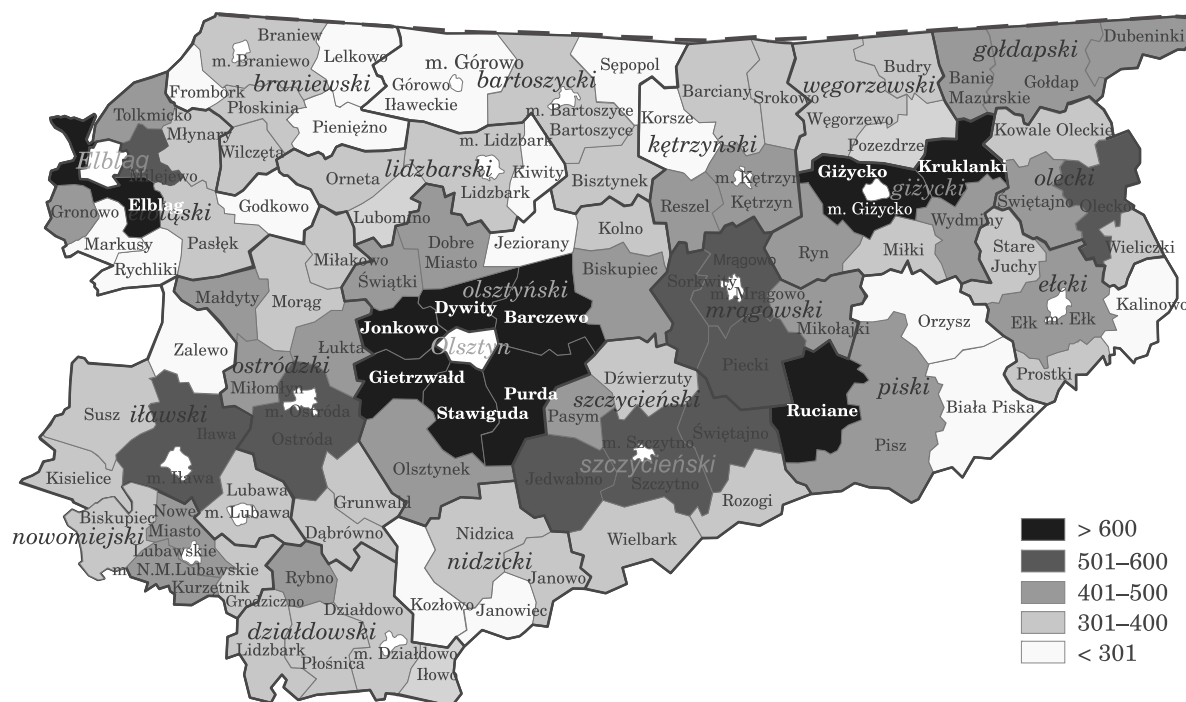 Braniewo
m. Braniewo
Lelkowo
braniewski
Frombork
Płoskinia
Pieniężno
Wilczęta
m. Górowo
Górowo
Iławeckie
bartoszycki
Sępopol
m. Bartoszyce
Bartoszyce
Bisztynek
Barciany
Srokowo
Korsze
kętrzyński
m. Kętrzyn
Kętrzyn
Reszel
węgorzewski
Budry
Węgorzewo
Pozezdrze
gołdapski
Dubeninki
Banie
Mazurskie
Gołdap
Kowale Oleckie
olecki
Świętajno
Olecko
Wieliczki
Tolkmicko
Młynary
Elbląg
Milejewo
Elbląg
elbląski
Gronowo
Markusy
Rychliki
Pasłęk
Godkowo
m. Lidzbark
lidzbarski
Lidzbark
Kiwity
Orneta
Lubomino
Giżycko
Kruklanki
giżycki
m. Giżycko
Wydminy
Ryn
Miłki
Stare
Juchy
ełcki
Ełk
m. Ełk
Kalinowo
Prostki
Dobre
Miasto
Jeziorany
Kolno
Świątki
Biskupiec
olsztyński
Dywity
Jonkowo
Barczewo
Olsztyn
Gietrzwałd
Purda
Stawiguda
Olsztynek
Mrągowo
Sorkwity
m. Mrągowo
mrągowski
Mikołajki
Piecki
Orzysz
piski
Ruciane
Biała Piska
Pisz
Miłakowo
Małdyty
Morąg
Łukta
ostródzki
Miłomłyn
m. Ostróda
Ostróda
Grunwald
Dąbrówno
Zalewo
Susz
iławski
Iława
m. Iława
Kisielice
Lubawa
m. Lubawa
Dźwierzuty
szczycieński
Pasym
m. Szczytno
Świętajno
szczycieński
Jedwabno
Szczytno
Rozogi
Wielbark
Biskupiec
Nowe
Miasto
nowomiejski
Lubawskie
m. N.M.Lubawskie
Kurzętnik
Grodziczno
Rybno
Działdowo
działdowski
Lidzbark
m. Działdowo
Płośnica
Iłowo
Nidzica
nidzicki
Janowo
Kozłowo
Janowiec
> 600
501–600
401–500
301–400
< 301